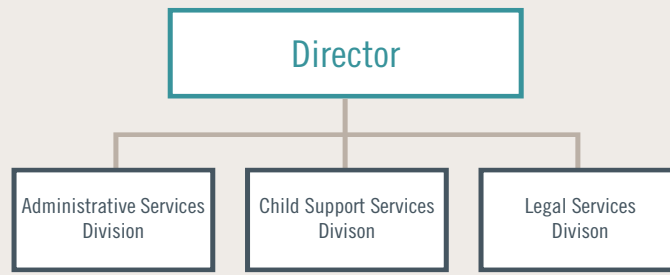 Director
Administrative Services
Division
Child Support Services
Divison
Legal Services
Divison